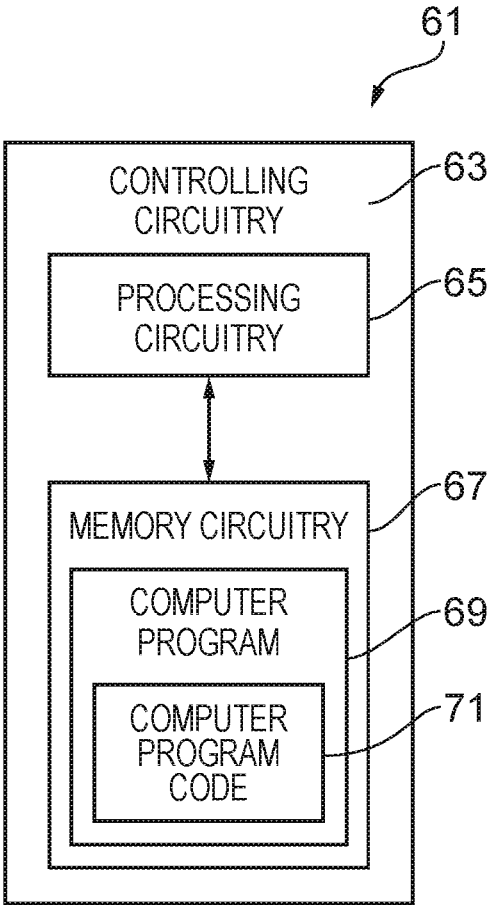 61
CONTROLLING
CIRCUITRY
63
PROCESSING
CIRCUITRY
65
MEMORY CIRCUITRY
67
COMPUTER
PROGRAM
69
COMPUTER
PROGRAM
CODE
71